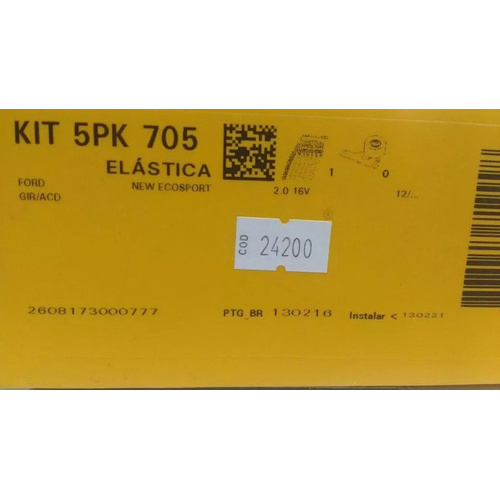 KIT 5PK 705
ELÁSTICA
1 0
FORD NEW ECOSPORT 2.0 16V 12/...
GIR/ACD
COD 24200
2608173000777 PTG_BR 130216 Instalar < 130221